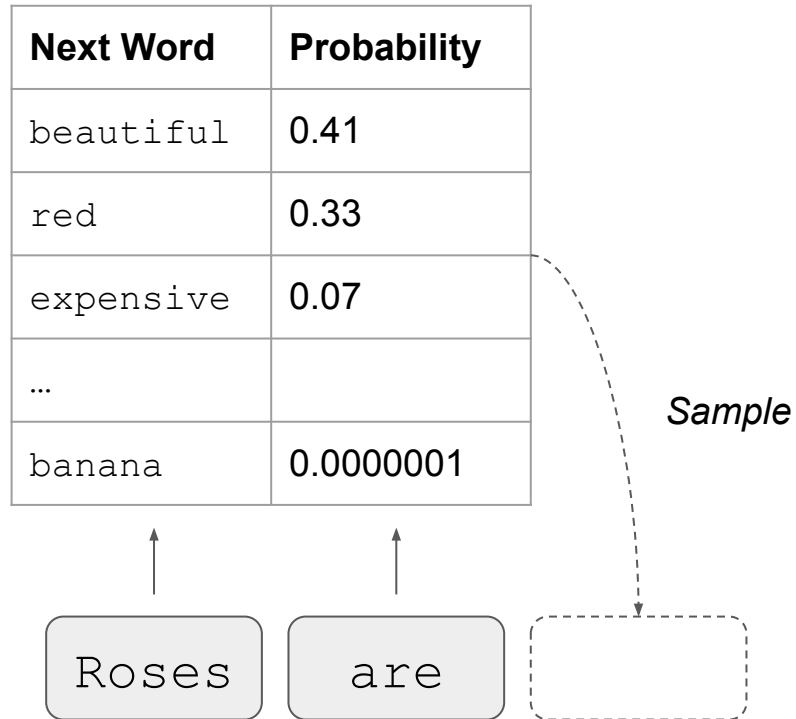 Next Word Probability
beautiful 0.41
red 0.33
expensive 0.07
…
banana 0.0000001
Sample
Roses are